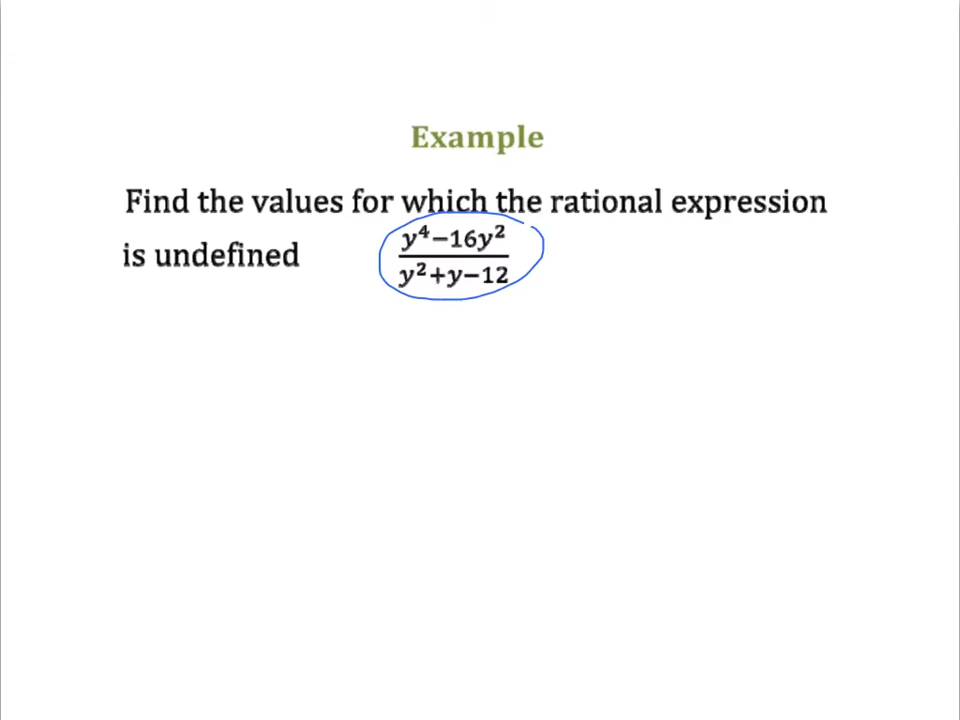 Example
Find the values for which the rational expression
is undefined y⁴−16y² / y²+y−12